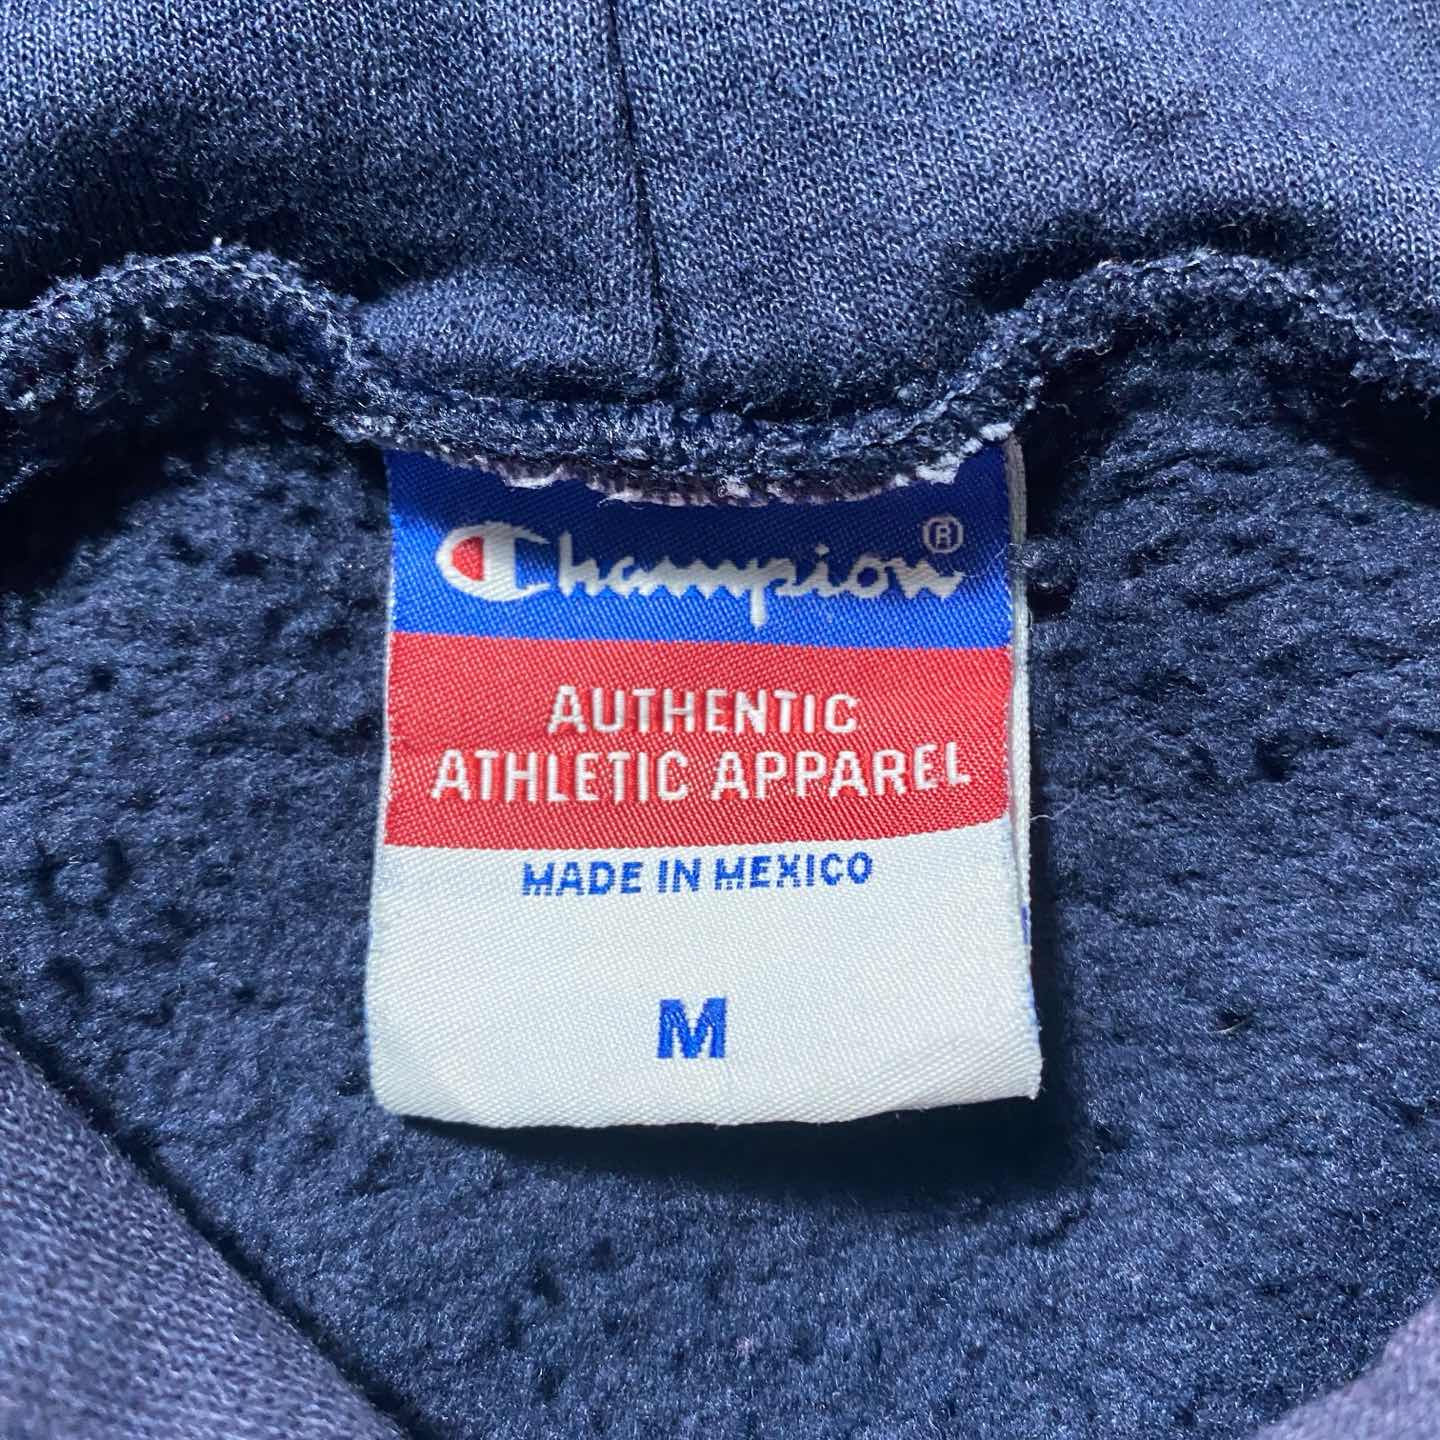 Champion®
AUTHENTIC
ATHLETIC APPAREL
MADE IN MEXICO
M